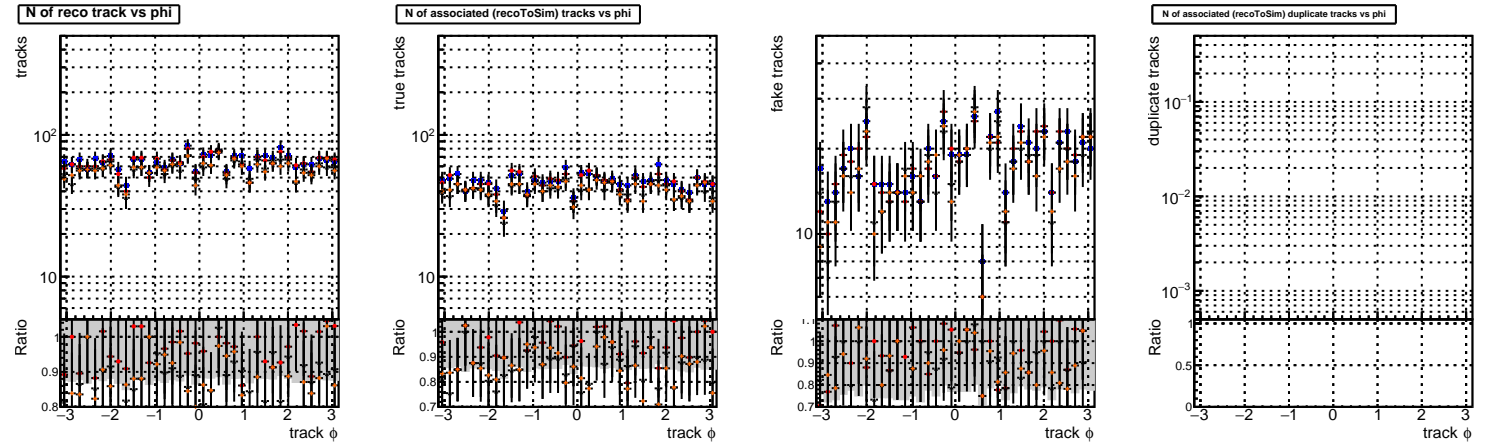 N of reco track vs phi
tracks
10²
10
Ratio
1
0.9
0.8
−3 −2 −1 0 1 2 3
track ϕ
N of associated (recoToSim) tracks vs phi
true tracks
10²
10
Ratio
1
0.9
0.8
0.7
−3 −2 −1 0 1 2 3
track ϕ
fake tracks
10
Ratio
1.1
1
0.9
0.8
0.7
−3 −2 −1 0 1 2 3
track ϕ
N of associated (recoToSim) duplicate tracks vs phi
duplicate tracks
10⁻¹
10⁻²
10⁻³
Ratio
1
0.5
0
−3 −2 −1 0 1 2 3
track ϕ